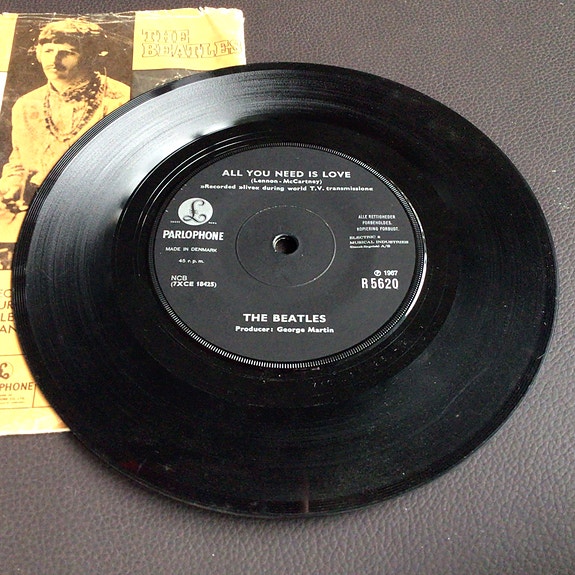 THE
BEATLES
ALL YOU NEED IS LOVE
(Lennon - McCartney)
»Recorded »live« during world T.V. transmission«
£
PARLOPHONE
MADE IN DENMARK
45 r.p.m.
NCB
(7XCE 18425)
ALLE RETTIGHEDER
FORBEHOLDES.
KOPIERING FORBUDT.
ELECTRIC &
MUSICAL INDUSTRIES
℗ 1967
R 5620
THE BEATLES
Producer: George Martin
£
PHONE